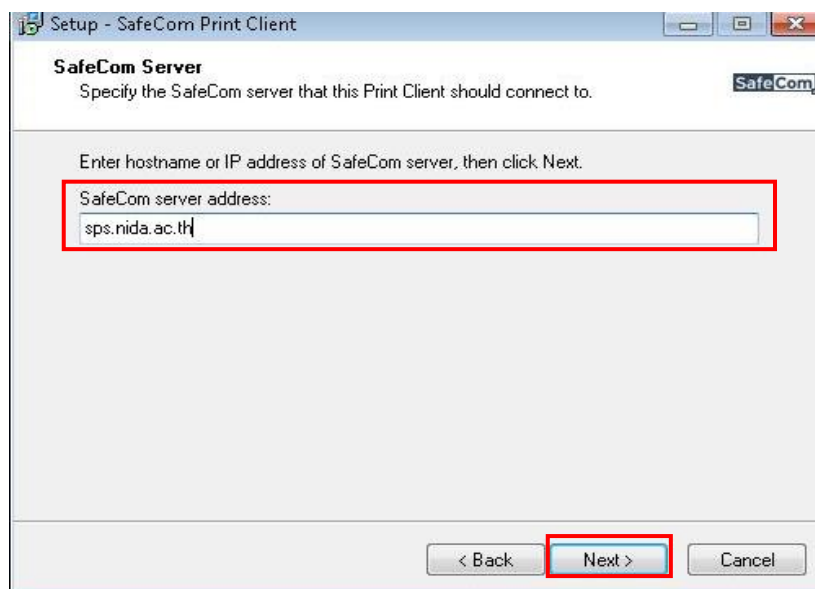 Setup - SafeCom Print Client
SafeCom Server
Specify the SafeCom server that this Print Client should connect to.
SafeCom
Enter hostname or IP address of SafeCom server, then click Next.
SafeCom server address:
sps.nida.ac.th
< Back
Next >
Cancel